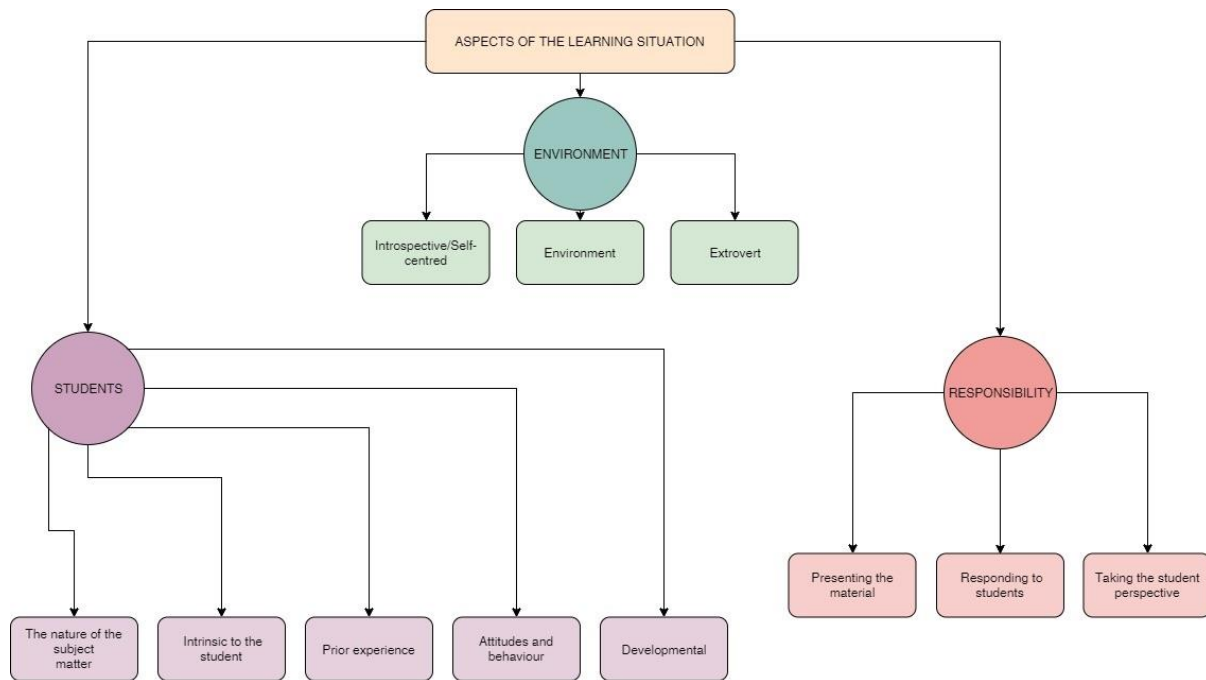 ASPECTS OF THE LEARNING SITUATION
ENVIRONMENT
Introspective/Self-
centred
Environment
Extrovert
STUDENTS
RESPONSIBILITY
Presenting the
material
Responding to
students
Taking the student
perspective
The nature of the
subject
matter
Intrinsic to the
student
Prior experience
Attitudes and
behaviour
Developmental